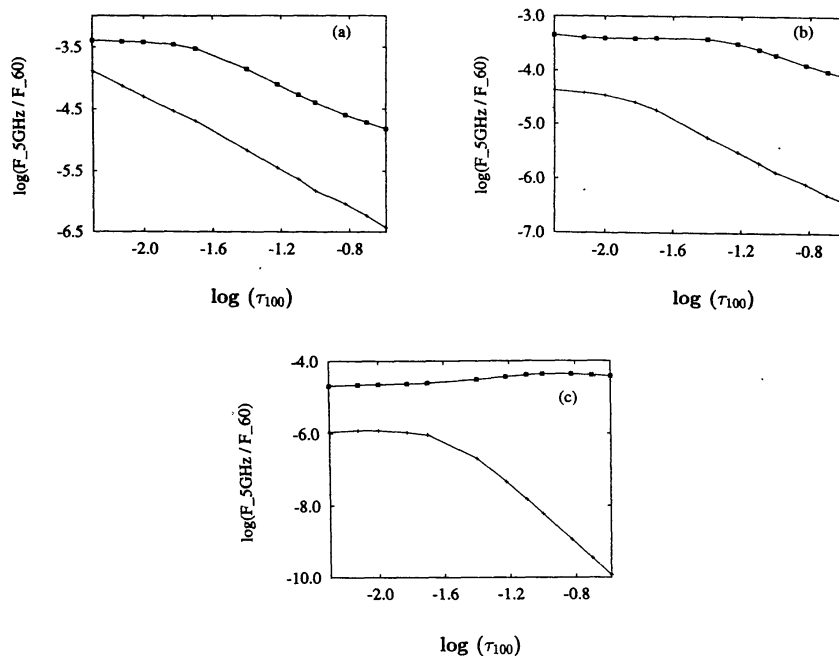 (a)
log(F_5GHz / F_60)
-3.5
-4.5
-5.5
-6.5
-2.0 -1.6 -1.2 -0.8
log (τ₁₀₀)
(b)
log(F_5GHz / F_60)
-3.0
-4.0
-5.0
-6.0
-7.0
-2.0 -1.6 -1.2 -0.8
log (τ₁₀₀)
(c)
log(F_5GHz / F_60)
-4.0
-6.0
-8.0
-10.0
-2.0 -1.6 -1.2 -0.8
log (τ₁₀₀)